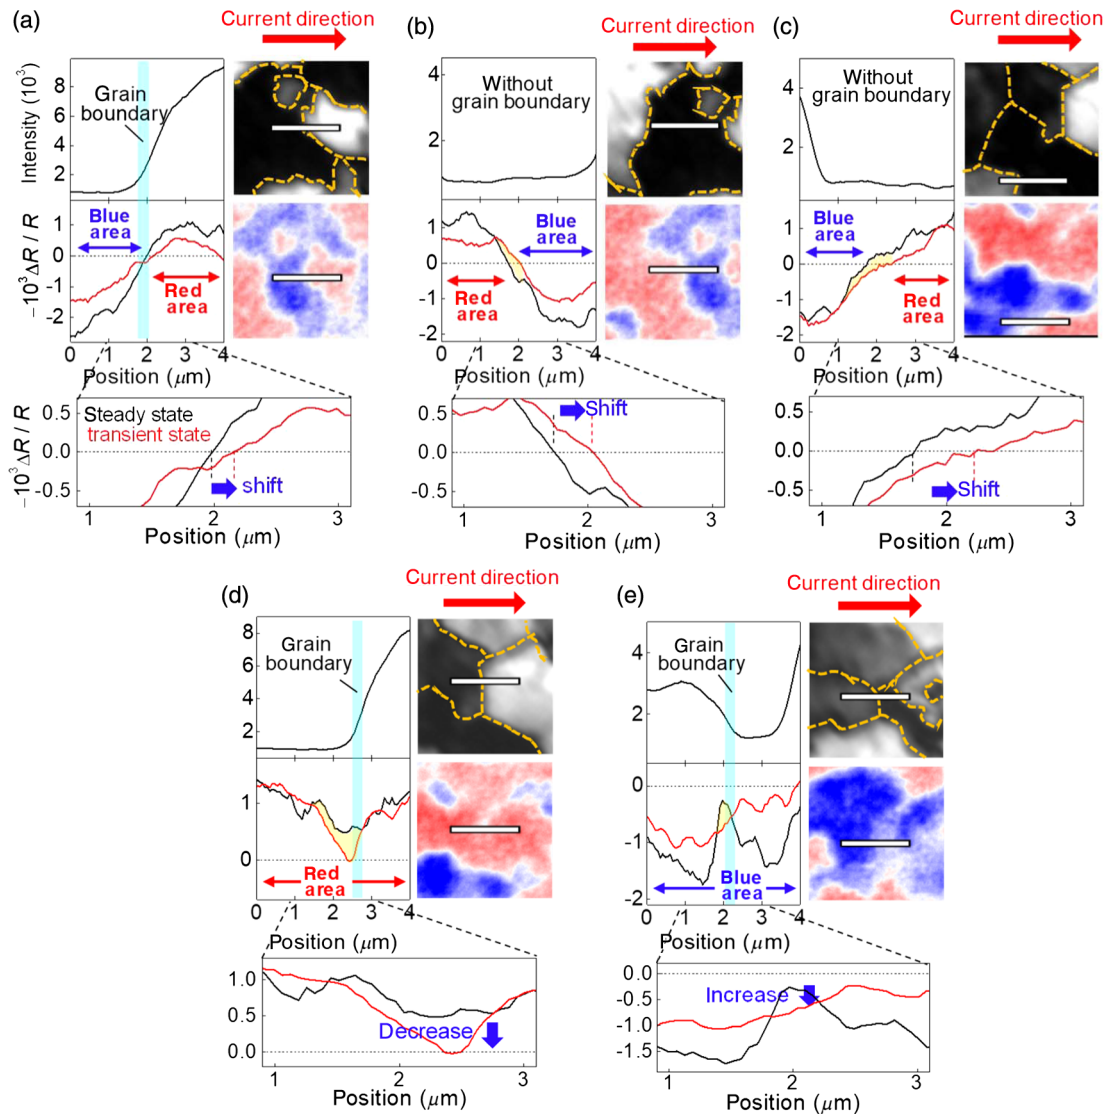 (a)
Current direction
Intensity (10³)
8
6
4
2
Grain
boundary
−10³ΔR / R
1
0
-1
-2
Blue
area
Red
area
0 1 2 3 4
Position (μm)
−10³ΔR / R
0.5
0.0
-0.5
Steady state
transient state
shift
1 2 3
Position (μm)
(b)
Current direction
4
2
Without
grain boundary
1
0
-1
-2
Blue
area
Red
area
0 1 2 3 4
Position (μm)
0.5
0.0
-0.5
Shift
1 2 3
Position (μm)
(c)
Current direction
4
2
Without
grain boundary
1
0
-1
-2
Blue
area
Red
area
0 1 2 3 4
Position (μm)
0.5
0.0
-0.5
Shift
1 2 3
Position (μm)
(d)
Current direction
8
6
4
2
Grain
boundary
1
0
Red
area
0 1 2 3 4
Position (μm)
1.0
0.5
0.0
Decrease
1 2 3
Position (μm)
(e)
Current direction
4
2
Grain
boundary
0
-1
-2
Blue
area
0 1 2 3 4
Position (μm)
0.0
-0.5
-1.0
-1.5
Increase
1 2 3
Position (μm)